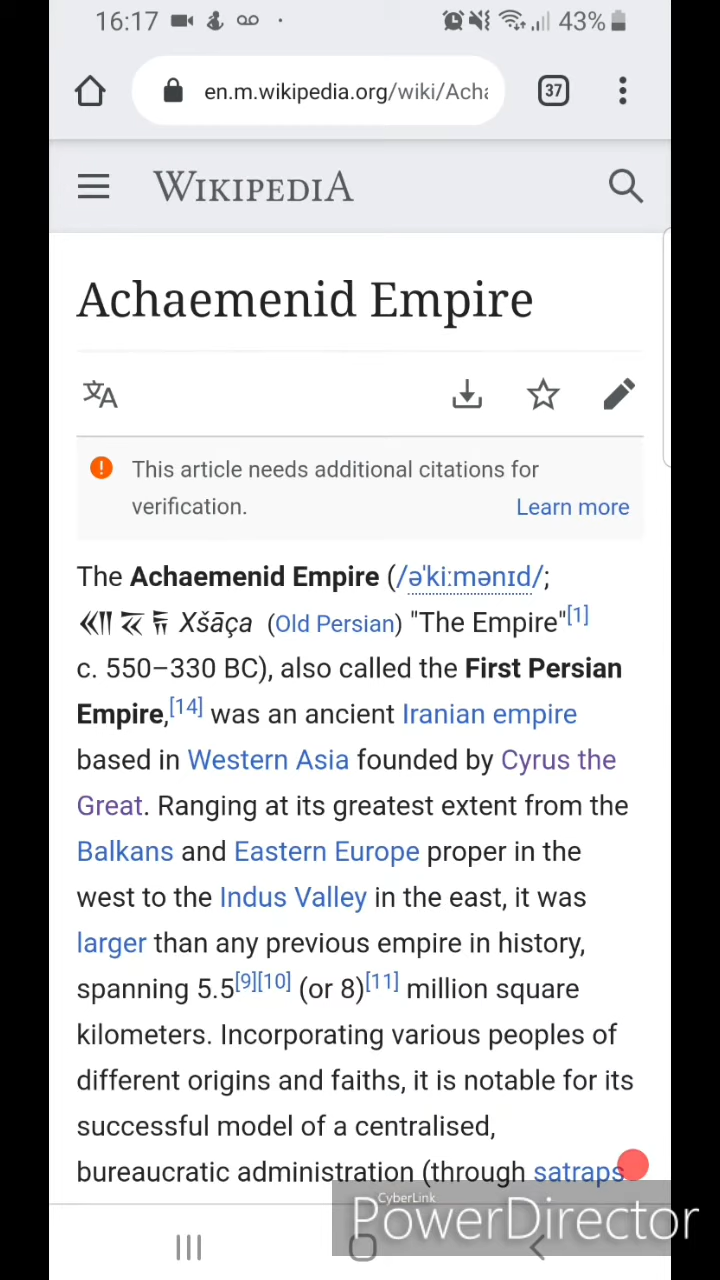 16:17
43%
en.m.wikipedia.org/wiki/Acha
37
WIKIPEDIA
Achaemenid Empire
This article needs additional citations for
verification. Learn more
The Achaemenid Empire (/əˈkiːmənɪd/;
𐎧𐏁𐏂 Xšāça (Old Persian) "The Empire"[1]
c. 550–330 BC), also called the First Persian
Empire,[14] was an ancient Iranian empire
based in Western Asia founded by Cyrus the
Great. Ranging at its greatest extent from the
Balkans and Eastern Europe proper in the
west to the Indus Valley in the east, it was
larger than any previous empire in history,
spanning 5.5[9][10] (or 8)[11] million square
kilometers. Incorporating various peoples of
different origins and faiths, it is notable for its
successful model of a centralised,
bureaucratic administration (through satraps
CyberLink
PowerDirector